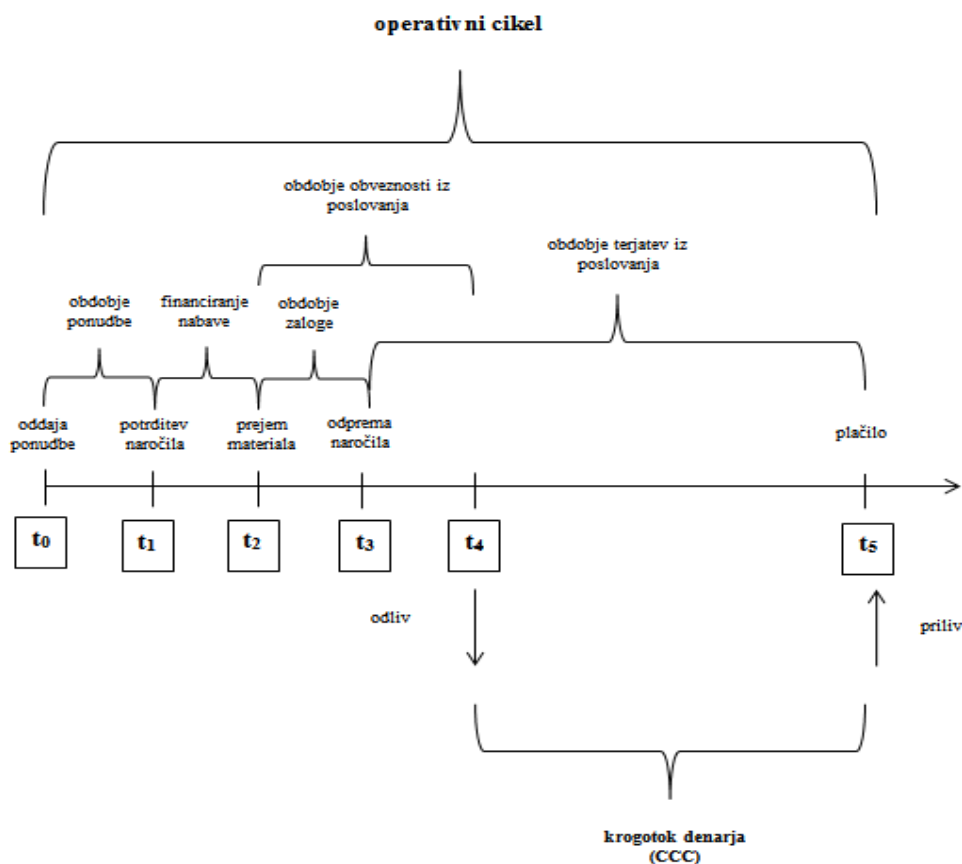 operativni cikel
obdobje obveznosti iz
poslovanja
obdobje terjatev iz
poslovanja
obdobje
ponudbe
financiranje
nabave
obdobje
zaloge
oddaja
ponudbe
potrditev
naročila
prejem
materiala
odprema
naročila
plačilo
t₀
t₁
t₂
t₃
t₄
t₅
odliv
priliv
krogotok denarja
(CCC)